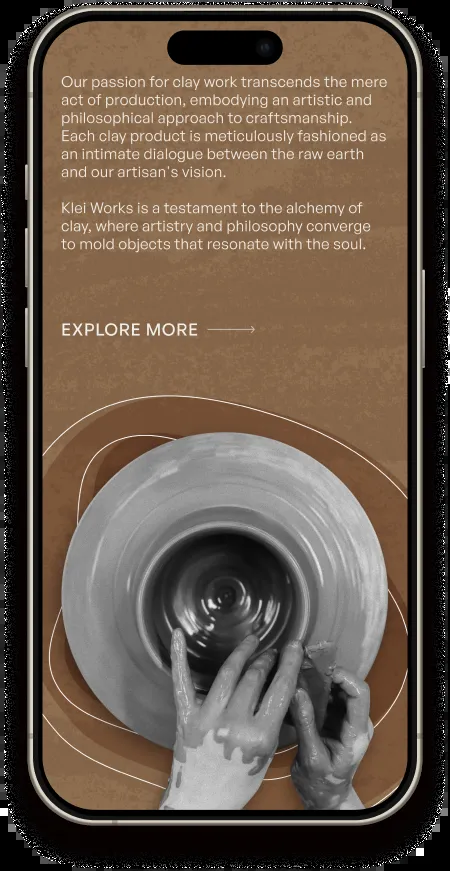 Our passion for clay work transcends the mere
act of production, embodying an artistic and
philosophical approach to craftsmanship.
Each clay product is meticulously fashioned as
an intimate dialogue between the raw earth
and our artisan's vision.
Klei Works is a testament to the alchemy of
clay, where artistry and philosophy converge
to mold objects that resonate with the soul.
EXPLORE MORE